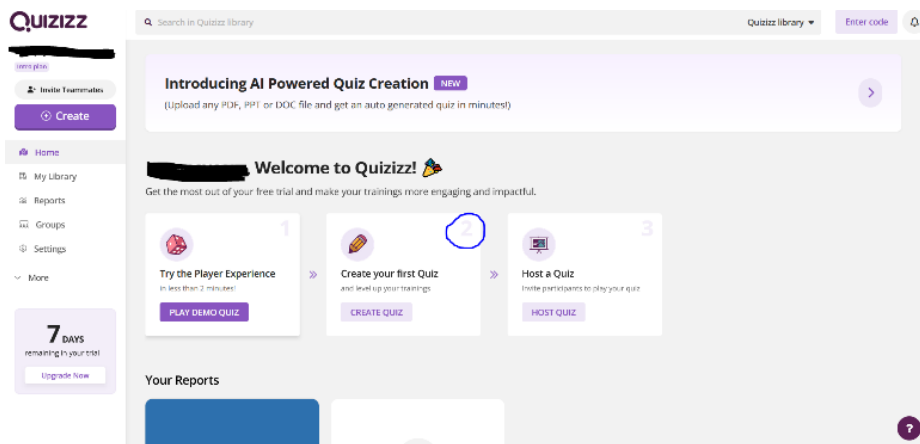 QUIZIZZ
Search in Quizizz library
Quizizz library
Enter code
Invite Teammates
Create
Home
My Library
Reports
Groups
Settings
More
7 DAYS
remaining in your trial
Upgrade Now
Introducing AI Powered Quiz Creation NEW
(Upload any PDF, PPT or DOC file and get an auto generated quiz in minutes!)
Welcome to Quizizz!
Get the most out of your free trial and make your trainings more engaging and impactful.
1
Try the Player Experience
in less than 2 minutes!
PLAY DEMO QUIZ
2
Create your first Quiz
and level up your trainings
CREATE QUIZ
3
Host a Quiz
Invite participants to play your quiz
HOST QUIZ
Your Reports
?